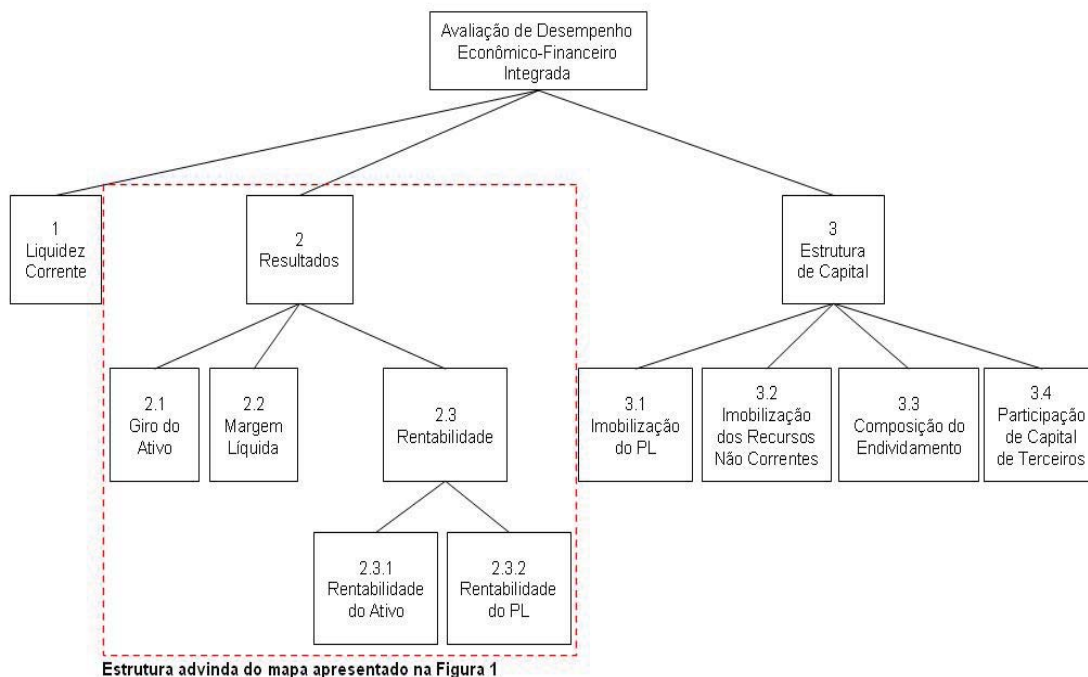 Avaliação de Desempenho
Econômico-Financeiro
Integrada
1
Liquidez
Corrente
2
Resultados
3
Estrutura
de Capital
2.1
Giro do
Ativo
2.2
Margem
Líquida
2.3
Rentabilidade
3.1
Imobilização
do PL
3.2
Imobilização
dos Recursos
Não Correntes
3.3
Composição do
Endividamento
3.4
Participação
de Capital
de Terceiros
2.3.1
Rentabilidade
do Ativo
2.3.2
Rentabilidade
do PL
Estrutura advinda do mapa apresentado na Figura 1